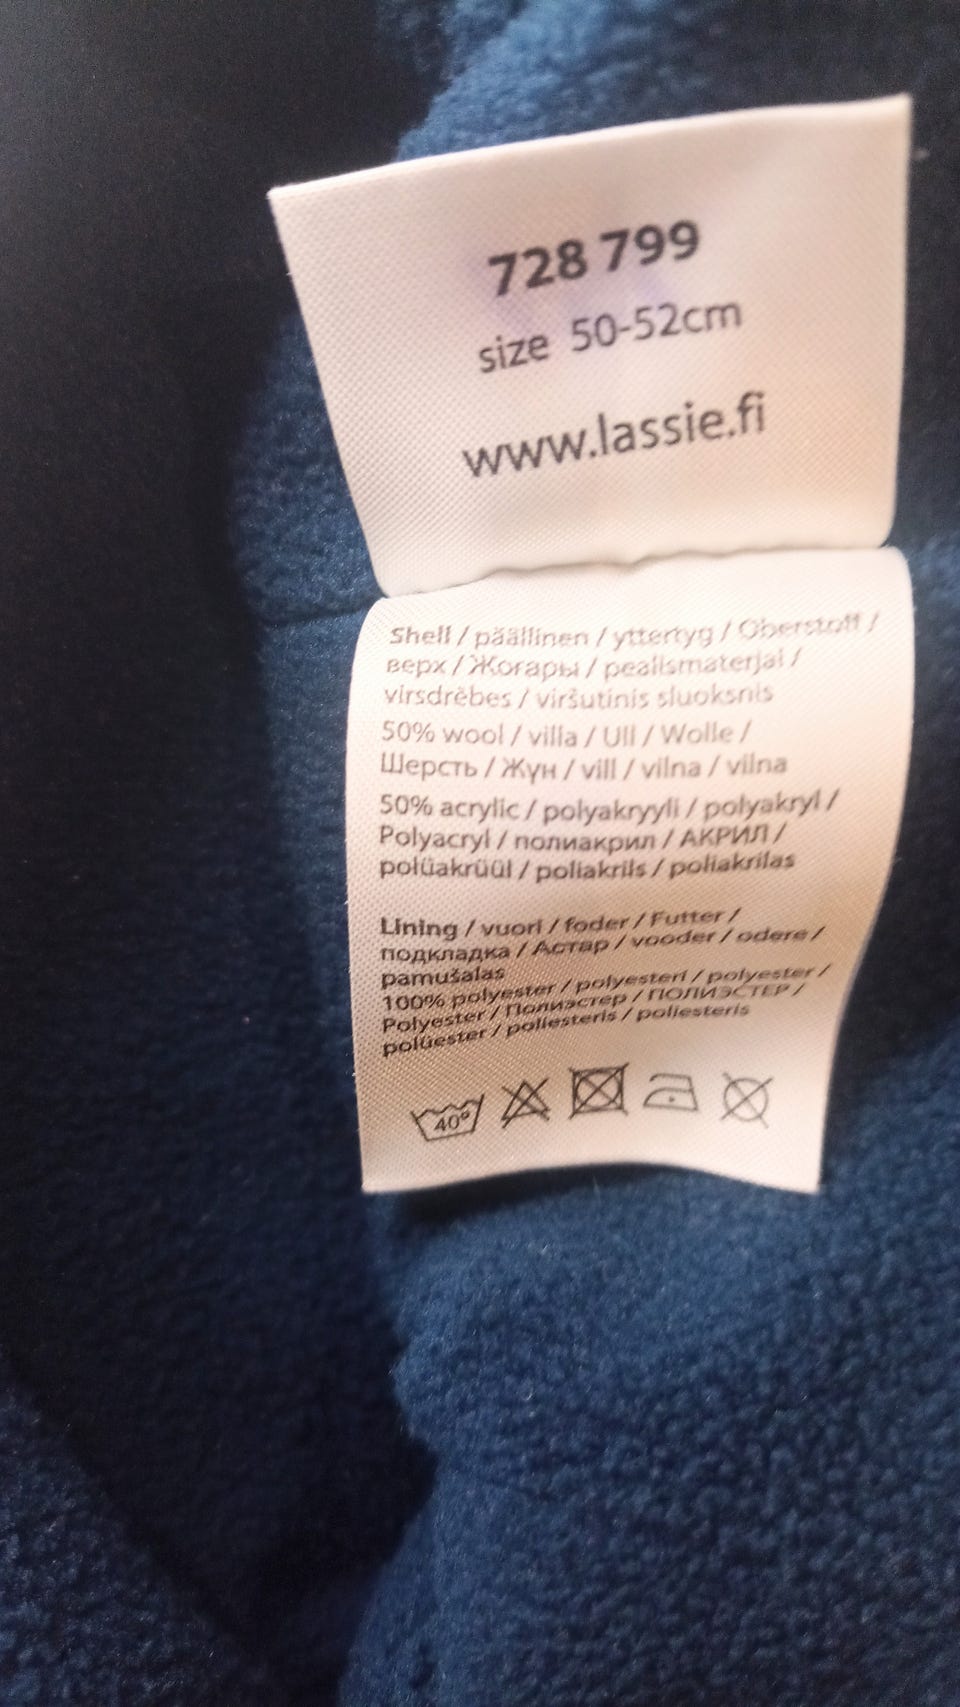 728 799
size 50-52cm
www.lassie.fi
Shell / päällinen / yttertyg / Oberstoff /
верх / Жоғары / pealismaterjal /
virsdrēbes / viršutinis sluoksnis
50% wool / villa / Ull / Wolle /
Шерсть / Жүн / vill / vilna / vilna
50% acrylic / polyakryyli / polyakryl /
Polyacryl / полиакрил / АКРИЛ /
polüakrüül / poliakrils / poliakrilas
Lining / vuori / foder / Futter /
подкладка / Астар / vooder / odere /
pamušalas
100% polyester / polyesteri / polyester /
Polyester / Полиэстер / ПОЛИЭСТЕР /
polüester / poliesteris / poliesteris
40°